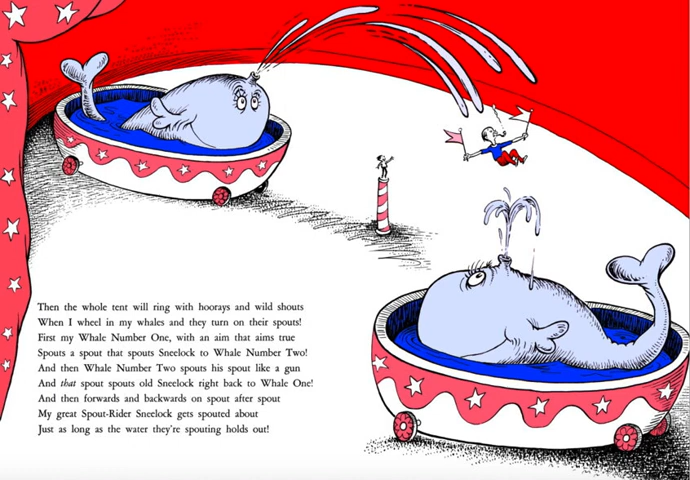 Then the whole tent will ring with hoorays and wild shouts
When I wheel in my whales and they turn on their spouts!
First my Whale Number One, with an aim that aims true
Spouts a spout that spouts Sneelock to Whale Number Two!
And then Whale Number Two spouts his spout like a gun
And that spout spouts old Sneelock right back to Whale One!
And then forwards and backwards on spout after spout
My great Spout-Rider Sneelock gets spouted about
Just as long as the water they're spouting holds out!